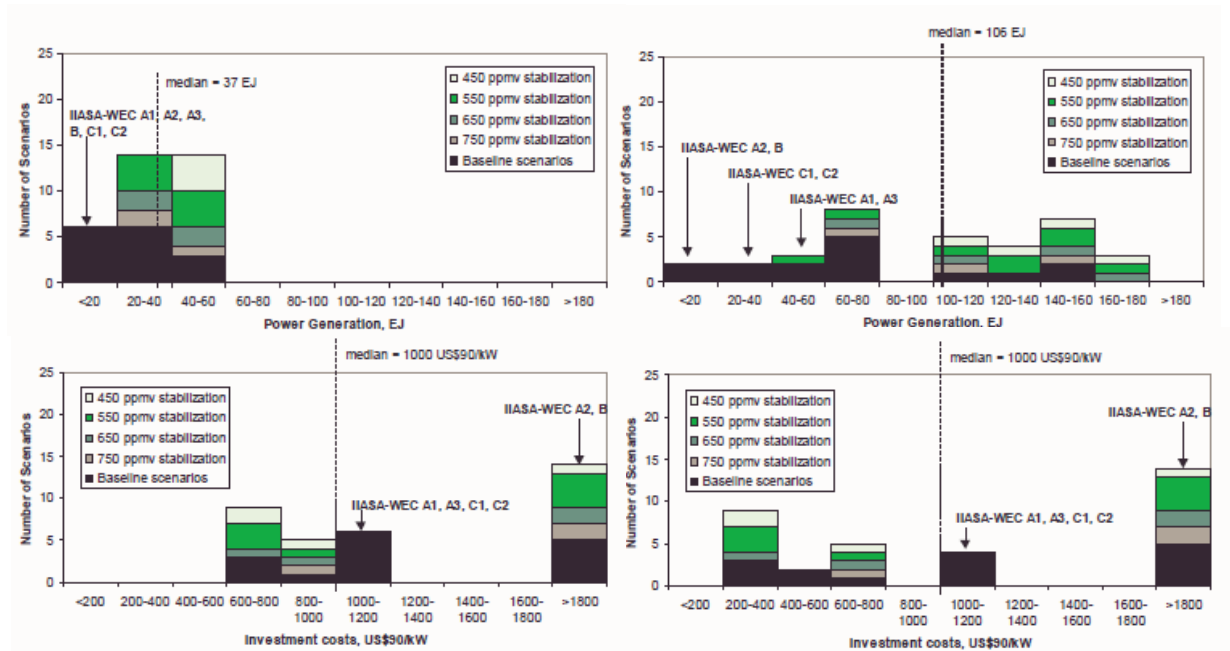 median = 37 EJ
25
20
15
10
5
0
Number of Scenarios
IIASA-WEC A1, A2, A3,
B, C1, C2
450 ppmv stabilization
550 ppmv stabilization
650 ppmv stabilization
750 ppmv stabilization
Baseline scenarios
<20 20-40 40-60 60-80 80-100 100-120 120-140 140-160 160-180 >180
Power Generation, EJ
median = 106 EJ
25
20
15
10
5
0
Number of Scenarios
450 ppmv stabilization
550 ppmv stabilization
650 ppmv stabilization
750 ppmv stabilization
Baseline scenarios
IIASA-WEC A2, B
IIASA-WEC C1, C2
IIASA-WEC A1, A3
<20 20-40 40-60 60-80 80-100 100-120 120-140 140-160 160-180 >180
Power Generation. EJ
median = 1000 US$90/kW
25
20
15
10
5
0
Number of Scenarios
450 ppmv stabilization
550 ppmv stabilization
650 ppmv stabilization
750 ppmv stabilization
Baseline scenarios
IIASA-WEC A2, B
IIASA-WEC A1, A3, C1, C2
<200 200-400 400-600 600-800 800- 1000- 1200- 1400- 1600- >1800
1000 1200 1400 1600 1800
Investment costs, US$90/kW
median = 1000 US$90/kW
25
20
15
10
5
0
Number of Scenarios
450 ppmv stabilization
550 ppmv stabilization
650 ppmv stabilization
750 ppmv stabilization
Baseline scenarios
IIASA-WEC A2, B
IIASA-WEC A1, A3, C1, C2
<200 200-400 400-600 600-800 800- 1000- 1200- 1400- 1600- >1800
1000 1200 1400 1600 1800
Investment costs, US$90/kW